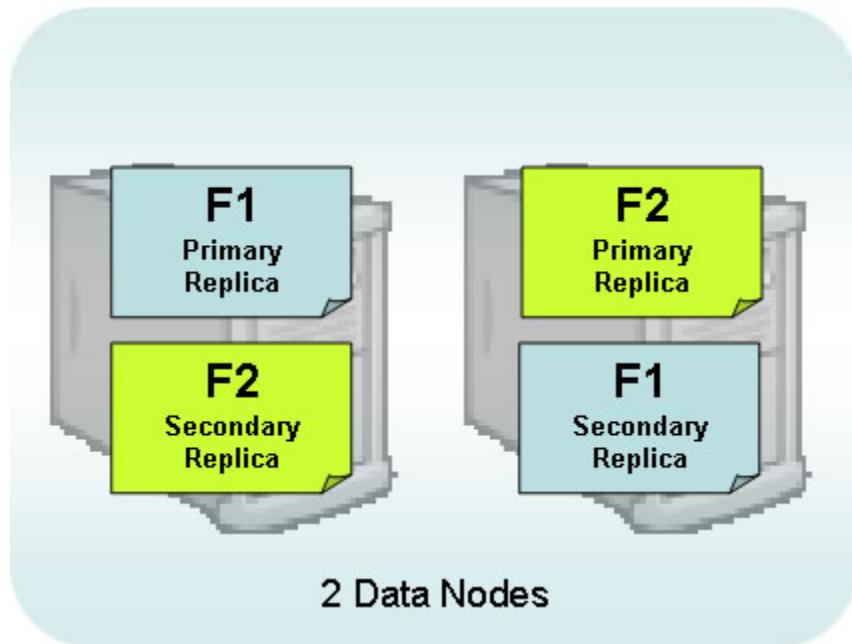 F1
Primary
Replica
F2
Secondary
Replica
F2
Primary
Replica
F1
Secondary
Replica
2 Data Nodes